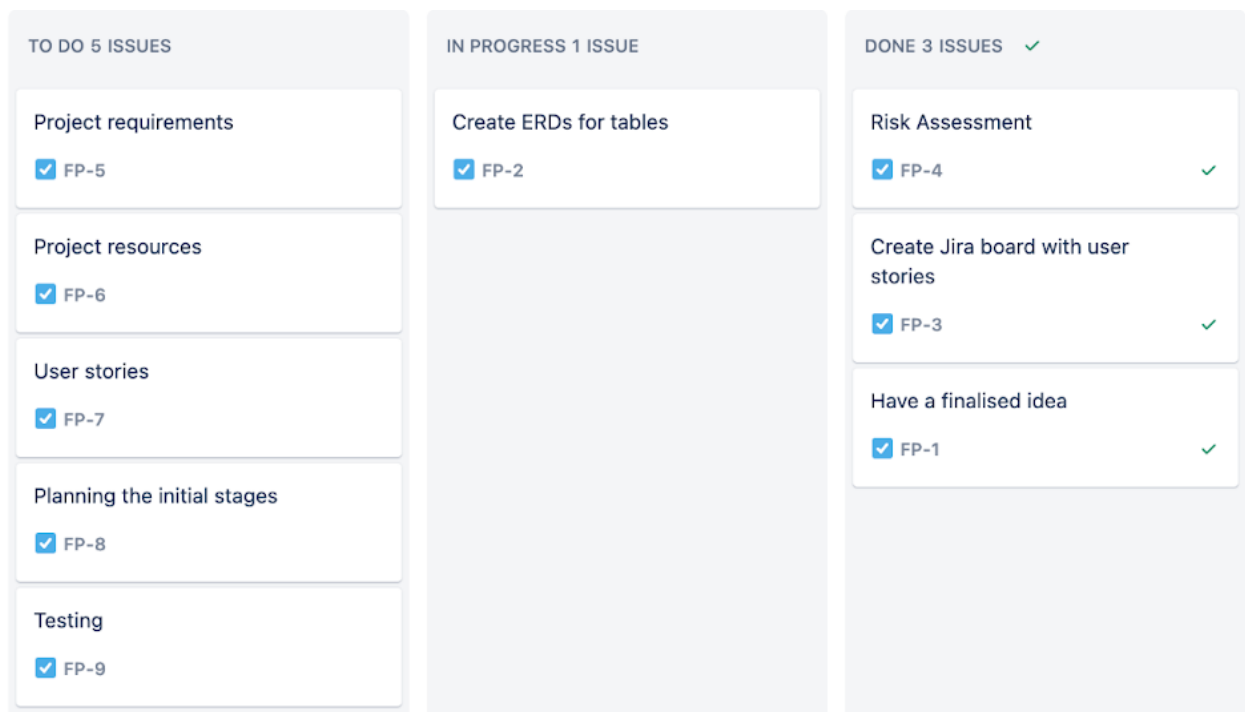 TO DO 5 ISSUES
Project requirements
FP-5
Project resources
FP-6
User stories
FP-7
Planning the initial stages
FP-8
Testing
FP-9
IN PROGRESS 1 ISSUE
Create ERDs for tables
FP-2
DONE 3 ISSUES
Risk Assessment
FP-4
Create Jira board with user
stories
FP-3
Have a finalised idea
FP-1